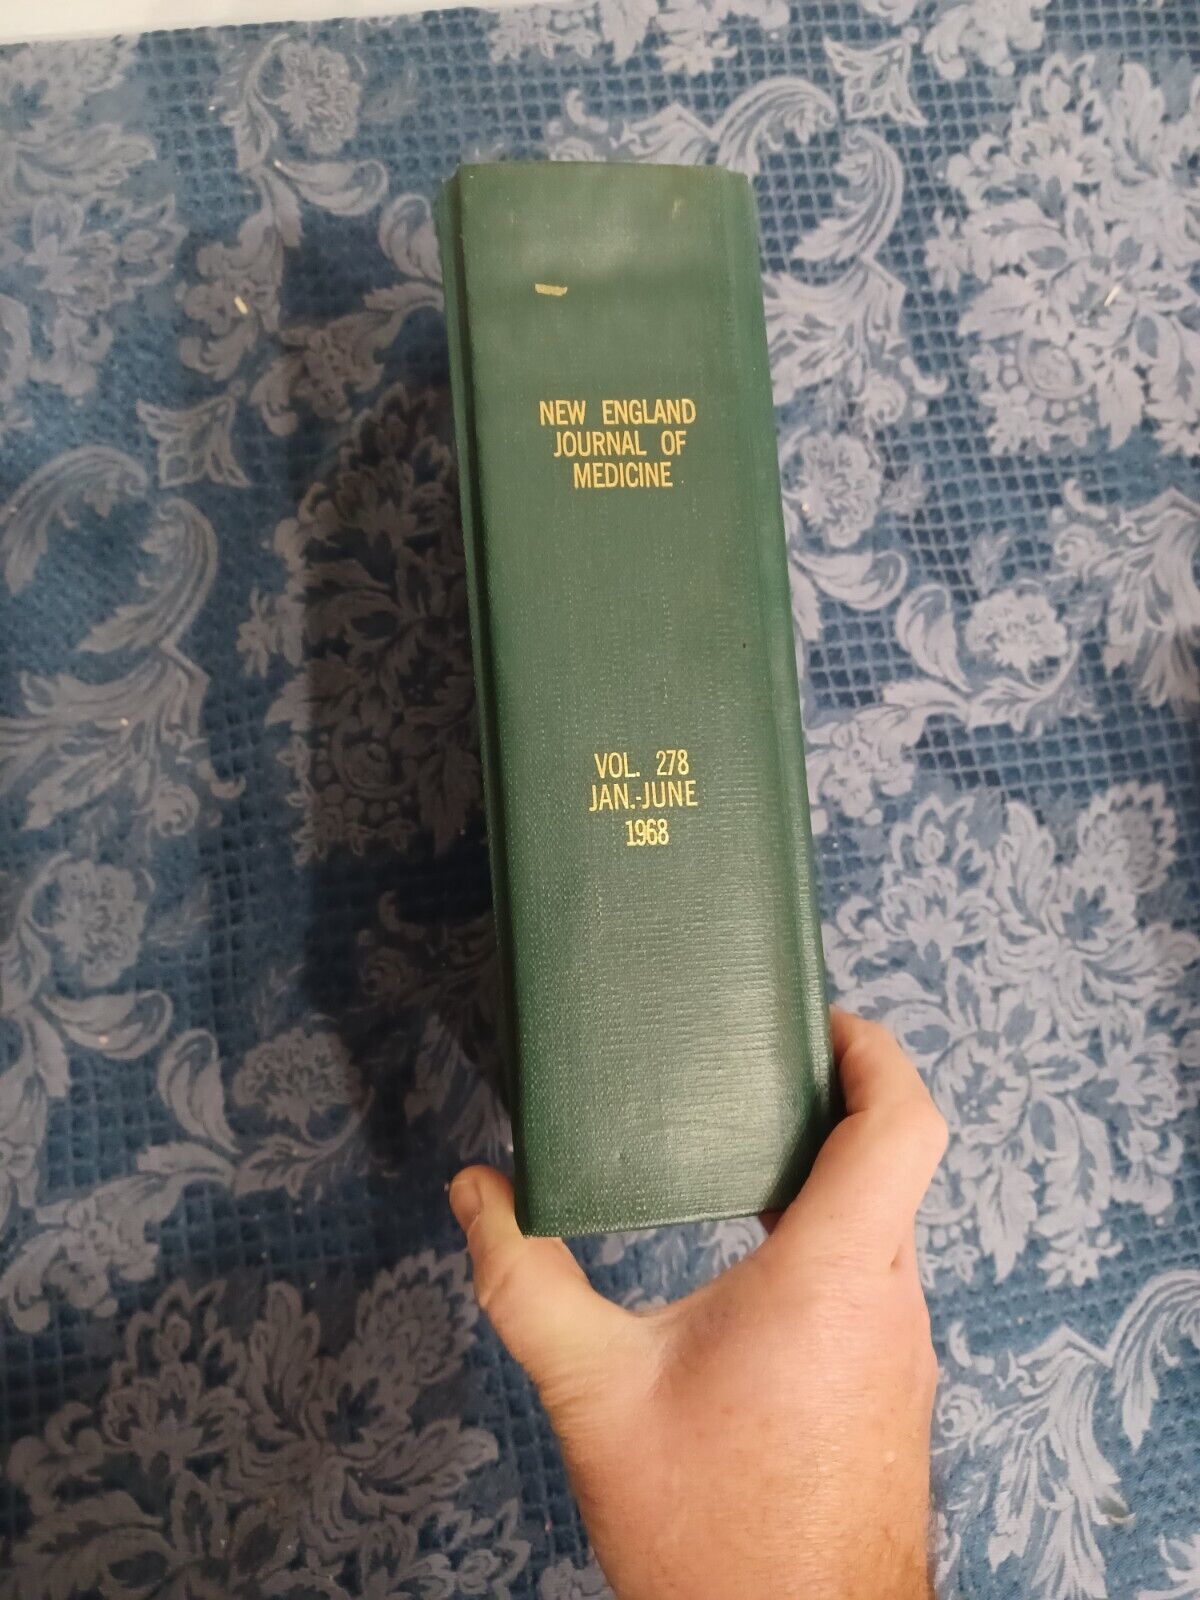 NEW ENGLAND
JOURNAL OF
MEDICINE
VOL. 278
JAN.-JUNE
1968